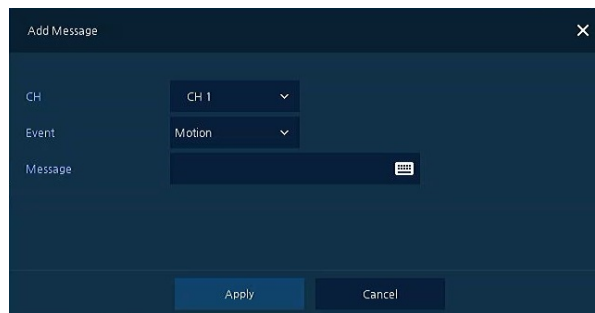 Add Message
CH CH 1
Event Motion
Message
Apply Cancel